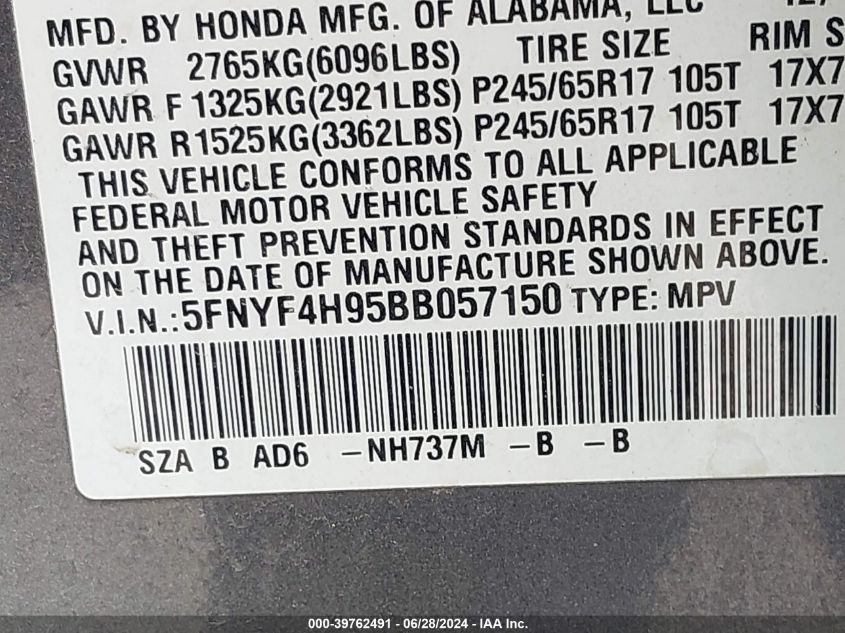 MFD. BY HONDA MFG. OF ALABAMA, LLC
GVWR 2765KG(6096LBS) TIRE SIZE RIM S
GAWR F 1325KG(2921LBS) P245/65R17 105T 17X7
GAWR R 1525KG(3362LBS) P245/65R17 105T 17X7
THIS VEHICLE CONFORMS TO ALL APPLICABLE
FEDERAL MOTOR VEHICLE SAFETY
AND THEFT PREVENTION STANDARDS IN EFFECT
ON THE DATE OF MANUFACTURE SHOWN ABOVE.
V.I.N.:5FNYF4H95BB057150 TYPE: MPV
SZA B AD6 -NH737M -B -B
000-39762491 - 06/28/2024 - IAA Inc.